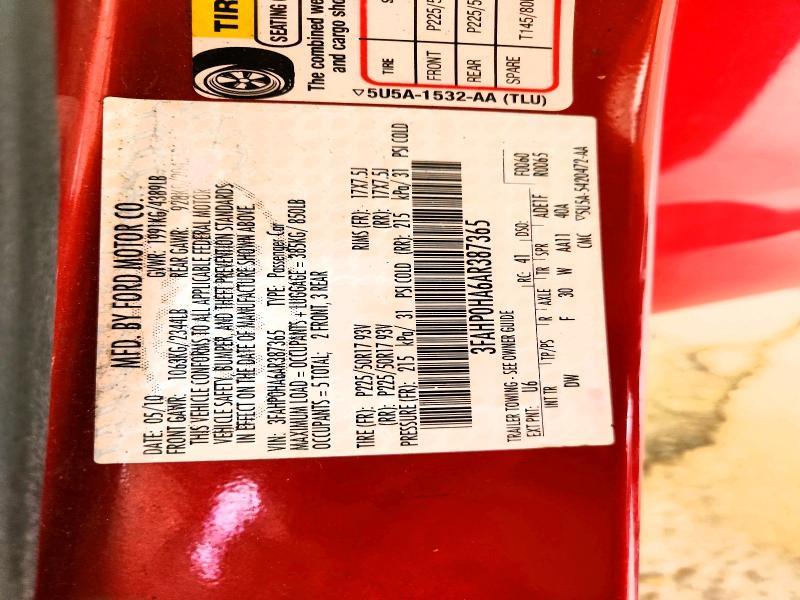 TIR
SEATING
The combined we
and cargo sho
TIRE S
FRONT P225/5
REAR P225/5
SPARE T145/80
5U5A-1532-AA (TLU)
MFD. BY FORD MOTOR CO.
DATE: 05/10 GVWR: 1991KG/4389LB
FRONT GAWR: 1063KG/2344LB REAR GAWR: 928KG
THIS VEHICLE CONFORMS TO ALL APPLICABLE FEDERAL MOTOR
VEHICLE SAFETY, BUMPER, AND THEFT PREVENTION STANDARDS
IN EFFECT ON THE DATE OF MANUFACTURE SHOWN ABOVE.
VIN: 3FAHP0HA6AR387365 TYPE: Passenger Car
MAXIMUM LOAD = OCCUPANTS + LUGGAGE = 385KG/ 850LB
OCCUPANTS = 5 TOTAL; 2 FRONT, 3 REAR
TIRE (FR): P225/50R17 93V RIMS (FR): 17X7.5J
(RR): P225/50R17 93V (RR): 17X7.5J
PRESSURE (FR): 215 kPa/ 31 PSI COLD (RR): 215 kPa/ 31 PSI COLD
3FAHP0HA6AR387365
TRAILER TOWING - SEE OWNER GUIDE F0060
EXT PNT: U6 RC: 41 DSO: R0065
INT TR TP/PS R AXLE TR SPR ADETF
DW F 30 W AA11 40A
CMC 5U5A-5420472-AA